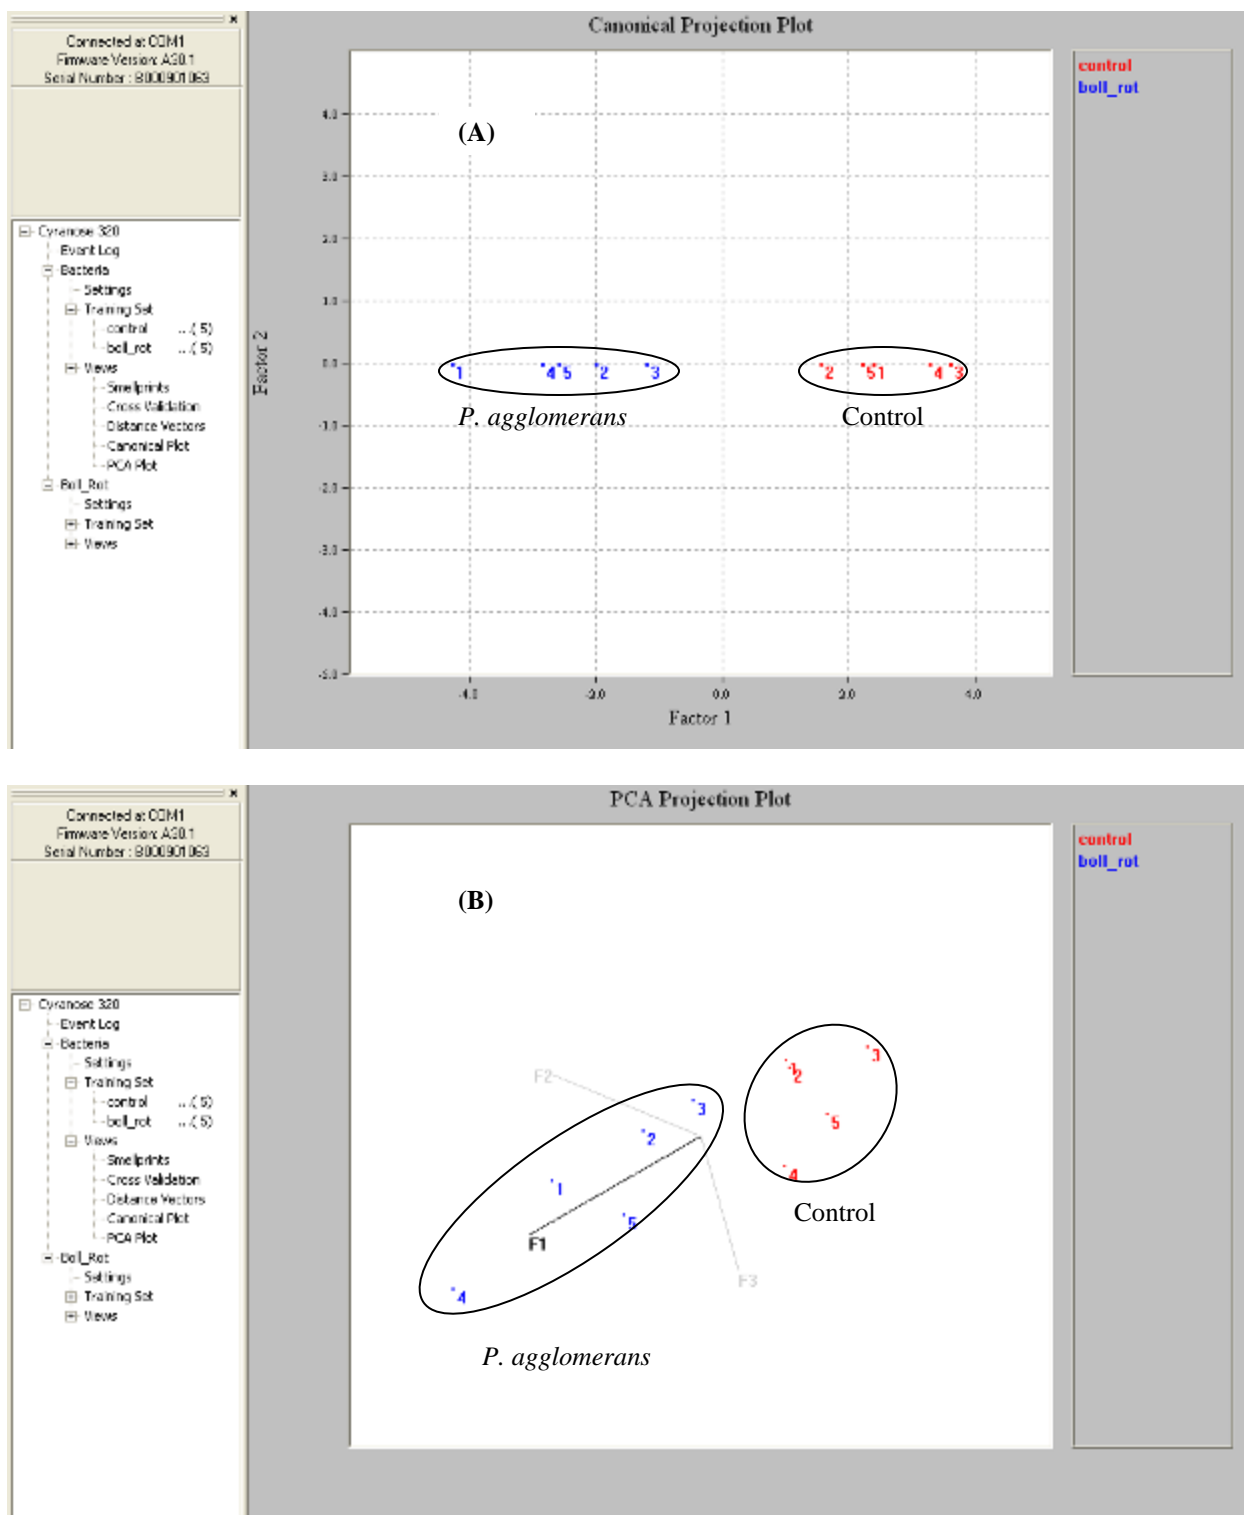 Connected at COM1
Firmware Version: A30.1
Serial Number : B000901063
Cyranose 320
Event Log
Bacteria
Settings
Training Set
control ...( 5)
boll_rot ...( 5)
Views
Smellprints
Cross Validation
Distance Vectors
Canonical Plot
PCA Plot
Boll_Rot
Settings
Training Set
Views
Canonical Projection Plot
(A)
4.0
3.0
2.0
1.0
0.0
-1.0
-2.0
-3.0
-4.0
-5.0
Factor 2
1 4 5 2 3
2 5 1 4 3
P. agglomerans
Control
-4.0 -2.0 0.0 2.0 4.0
Factor 1
control
boll_rot
Connected at COM1
Firmware Version: A30.1
Serial Number : B000901063
Cyranose 320
Event Log
Bacteria
Settings
Training Set
control ...( 5)
boll_rot ...( 5)
Views
Smellprints
Cross Validation
Distance Vectors
Canonical Plot
PCA Plot
Boll_Rot
Settings
Training Set
Views
PCA Projection Plot
(B)
3
1
2
F2
3
5
2
4
1
Control
5
F1
F3
4
P. agglomerans
control
boll_rot